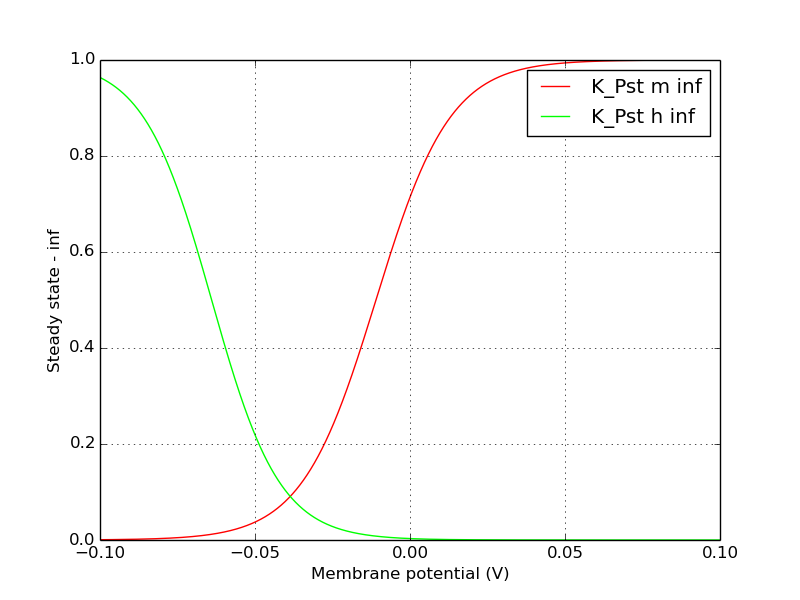 1.0
0.8
0.6
0.4
0.2
0.0
Steady state - inf
K_Pst m inf
K_Pst h inf
−0.10
−0.05
0.00
0.05
0.10
Membrane potential (V)